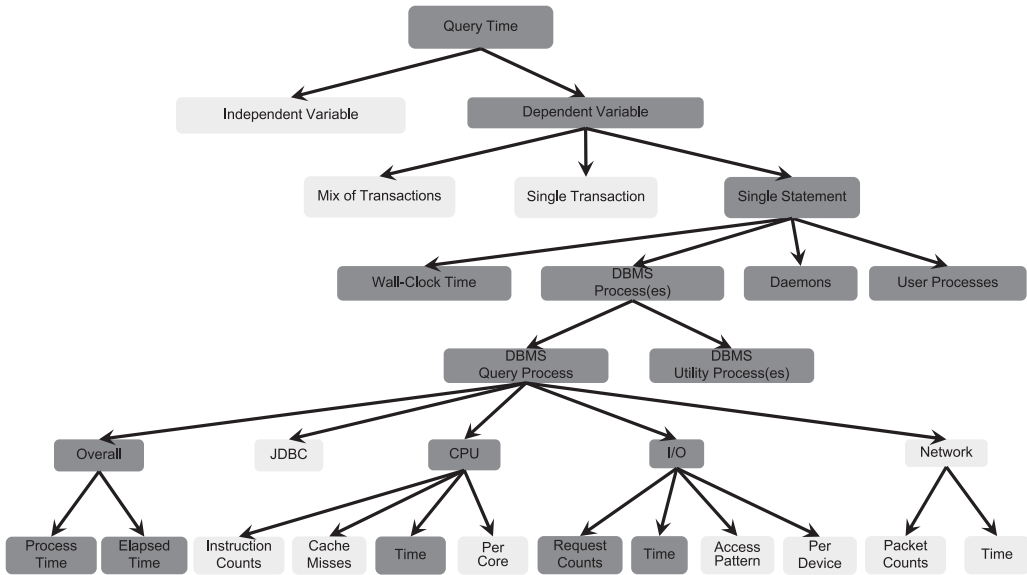 Query Time
Independent Variable
Dependent Variable
Mix of Transactions
Single Transaction
Single Statement
Wall-Clock Time
DBMS
Process(es)
Daemons
User Processes
DBMS
Query Process
DBMS
Utility Process(es)
Overall
JDBC
CPU
I/O
Network
Process
Time
Elapsed
Time
Instruction
Counts
Cache
Misses
Time
Per
Core
Request
Counts
Time
Access
Pattern
Per
Device
Packet
Counts
Time